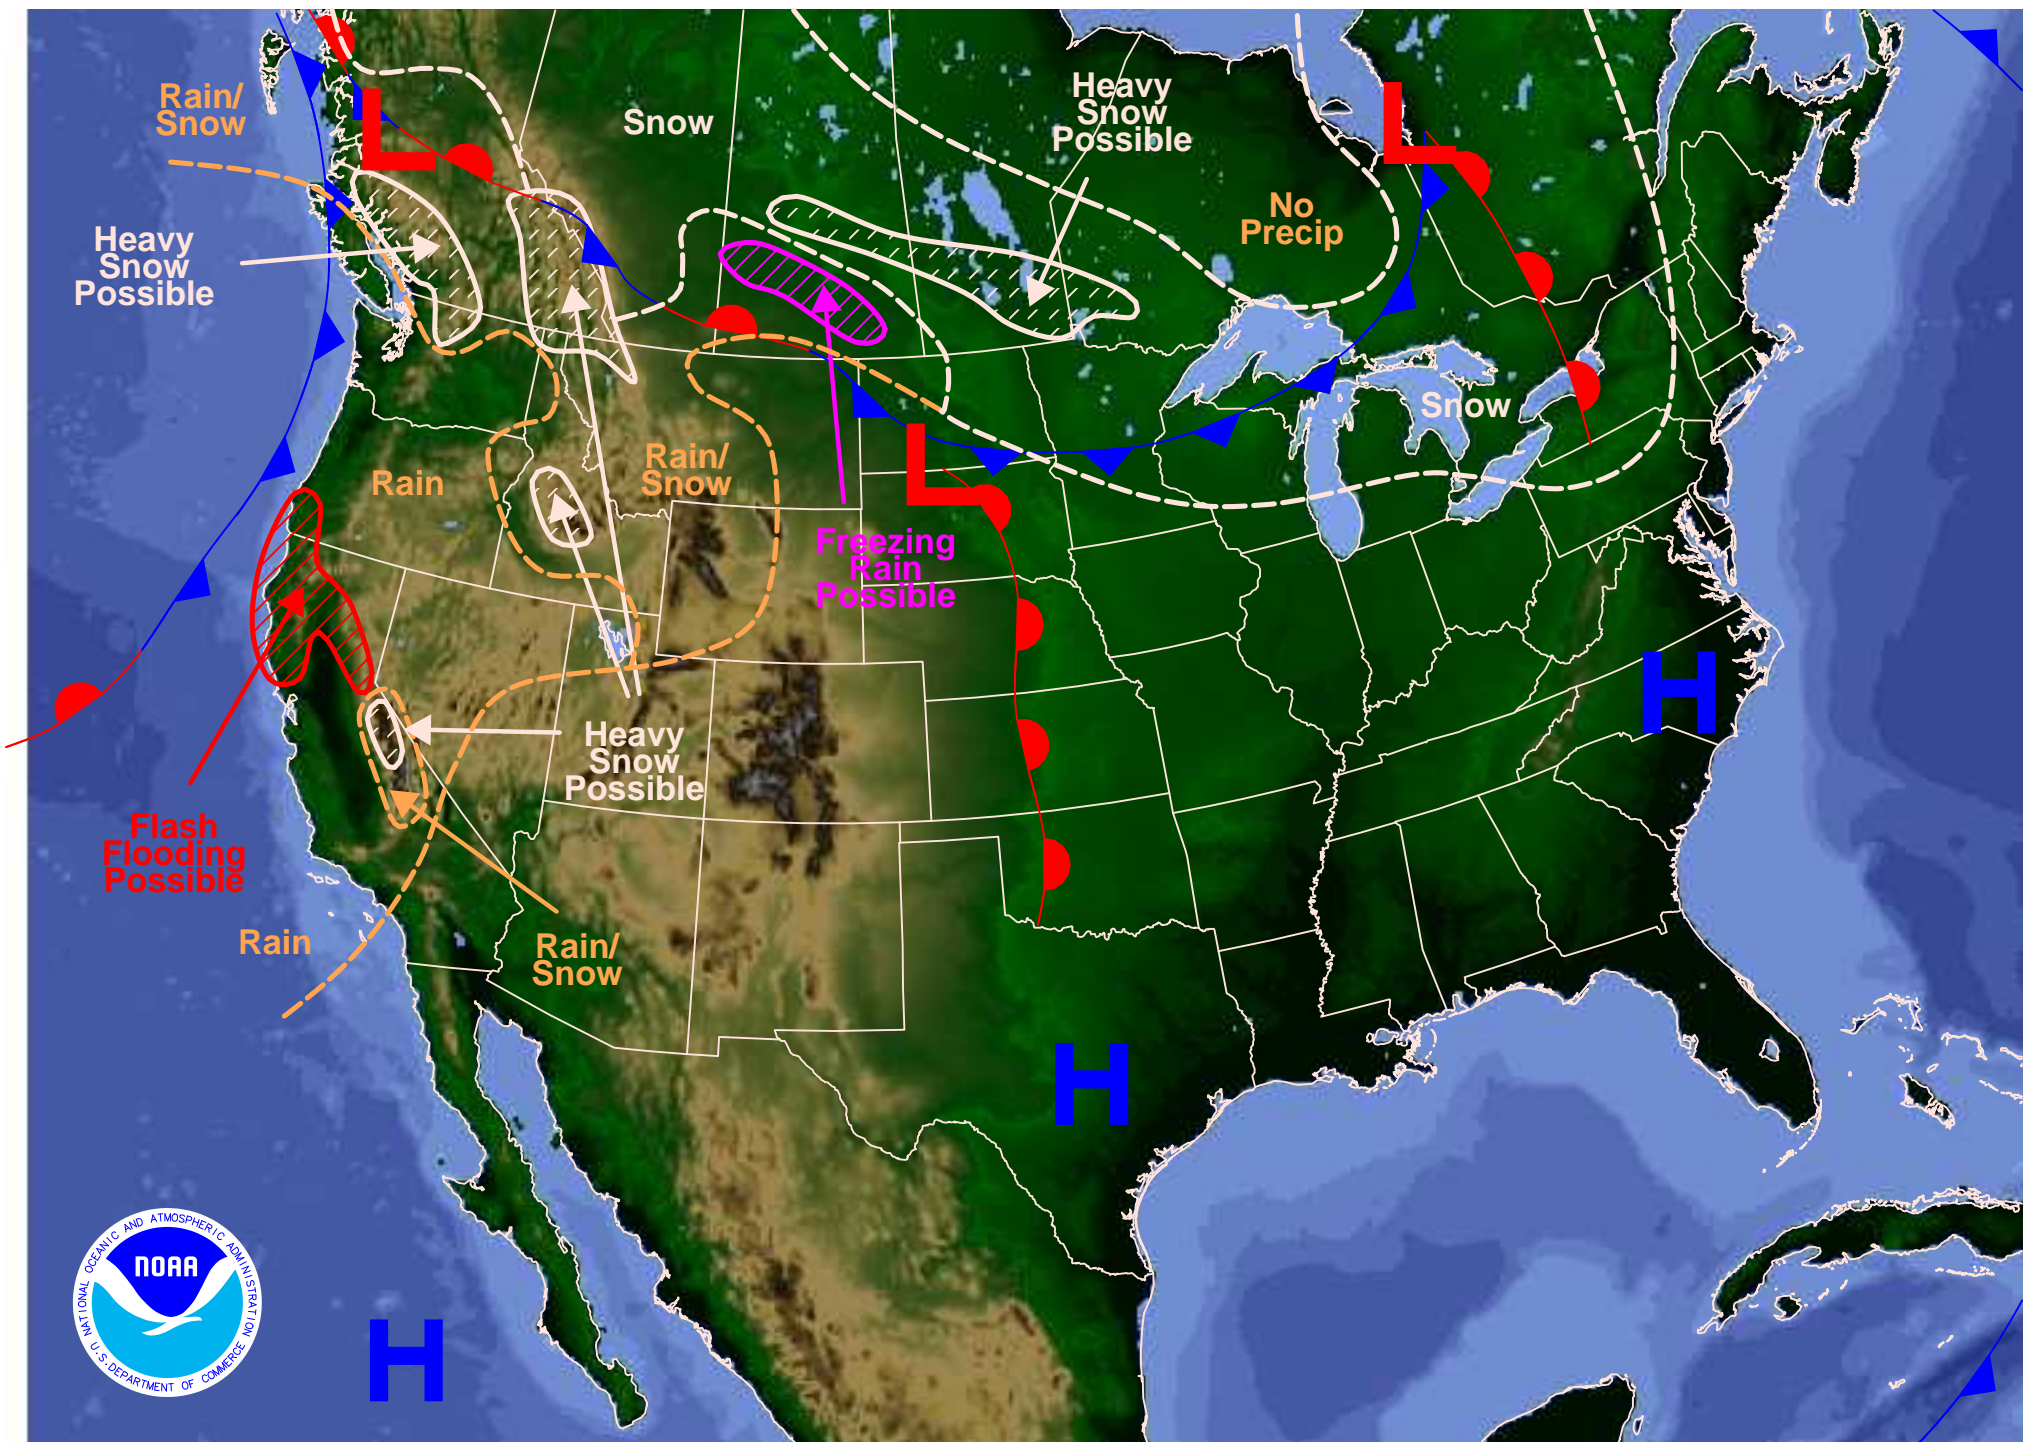 Rain/
Snow
Snow
Heavy
Snow
Possible
L
L
No
Precip
Heavy
Snow
Possible
Snow
Rain
Rain/
Snow
L
Freezing
Rain
Possible
H
Heavy
Snow
Possible
Flash
Flooding
Possible
Rain
Rain/
Snow
H
NATIONAL OCEANIC AND ATMOSPHERIC ADMINISTRATION
NOAA
U.S. DEPARTMENT OF COMMERCE
H